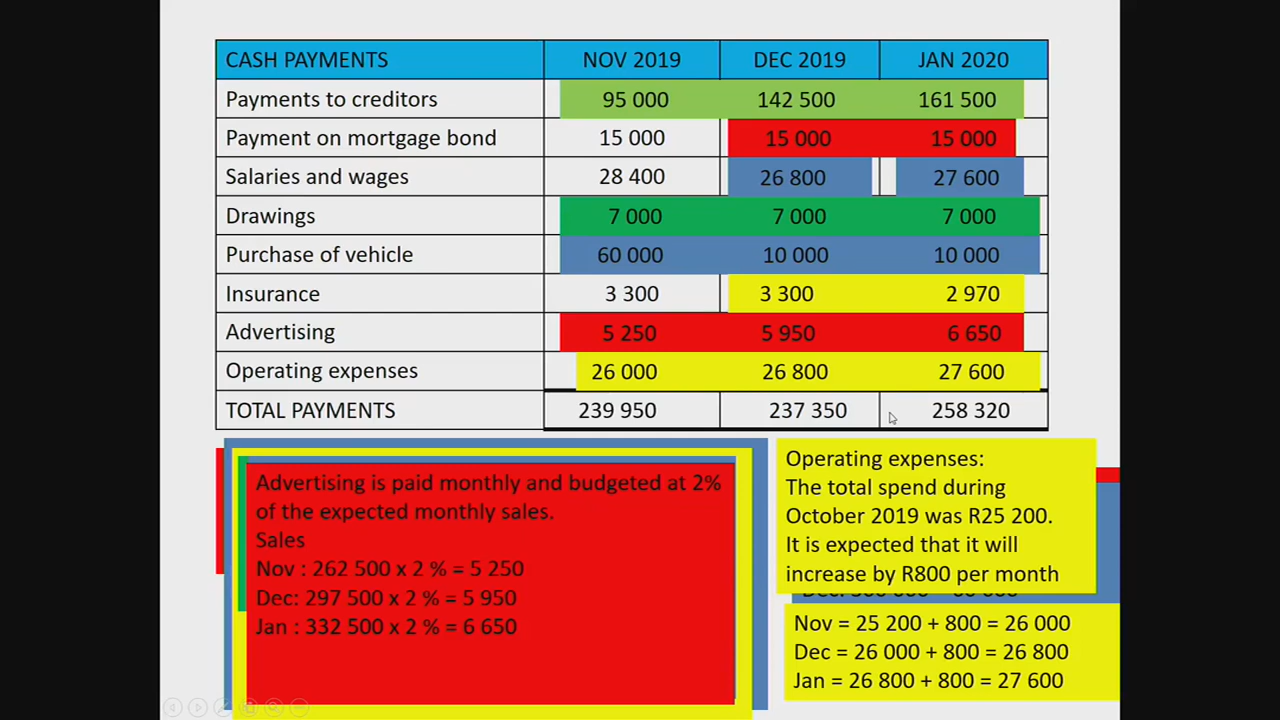 CASH PAYMENTS NOV 2019 DEC 2019 JAN 2020
Payments to creditors 95 000 142 500 161 500
Payment on mortgage bond 15 000 15 000 15 000
Salaries and wages 28 400 26 800 27 600
Drawings 7 000 7 000 7 000
Purchase of vehicle 60 000 10 000 10 000
Insurance 3 300 3 300 2 970
Advertising 5 250 5 950 6 650
Operating expenses 26 000 26 800 27 600
TOTAL PAYMENTS 239 950 237 350 258 320
Advertising is paid monthly and budgeted at 2%
of the expected monthly sales.
Sales
Nov : 262 500 x 2 % = 5 250
Dec: 297 500 x 2 % = 5 950
Jan : 332 500 x 2 % = 6 650
Operating expenses:
The total spend during
October 2019 was R25 200.
It is expected that it will
increase by R800 per month
Nov = 25 200 + 800 = 26 000
Dec = 26 000 + 800 = 26 800
Jan = 26 800 + 800 = 27 600